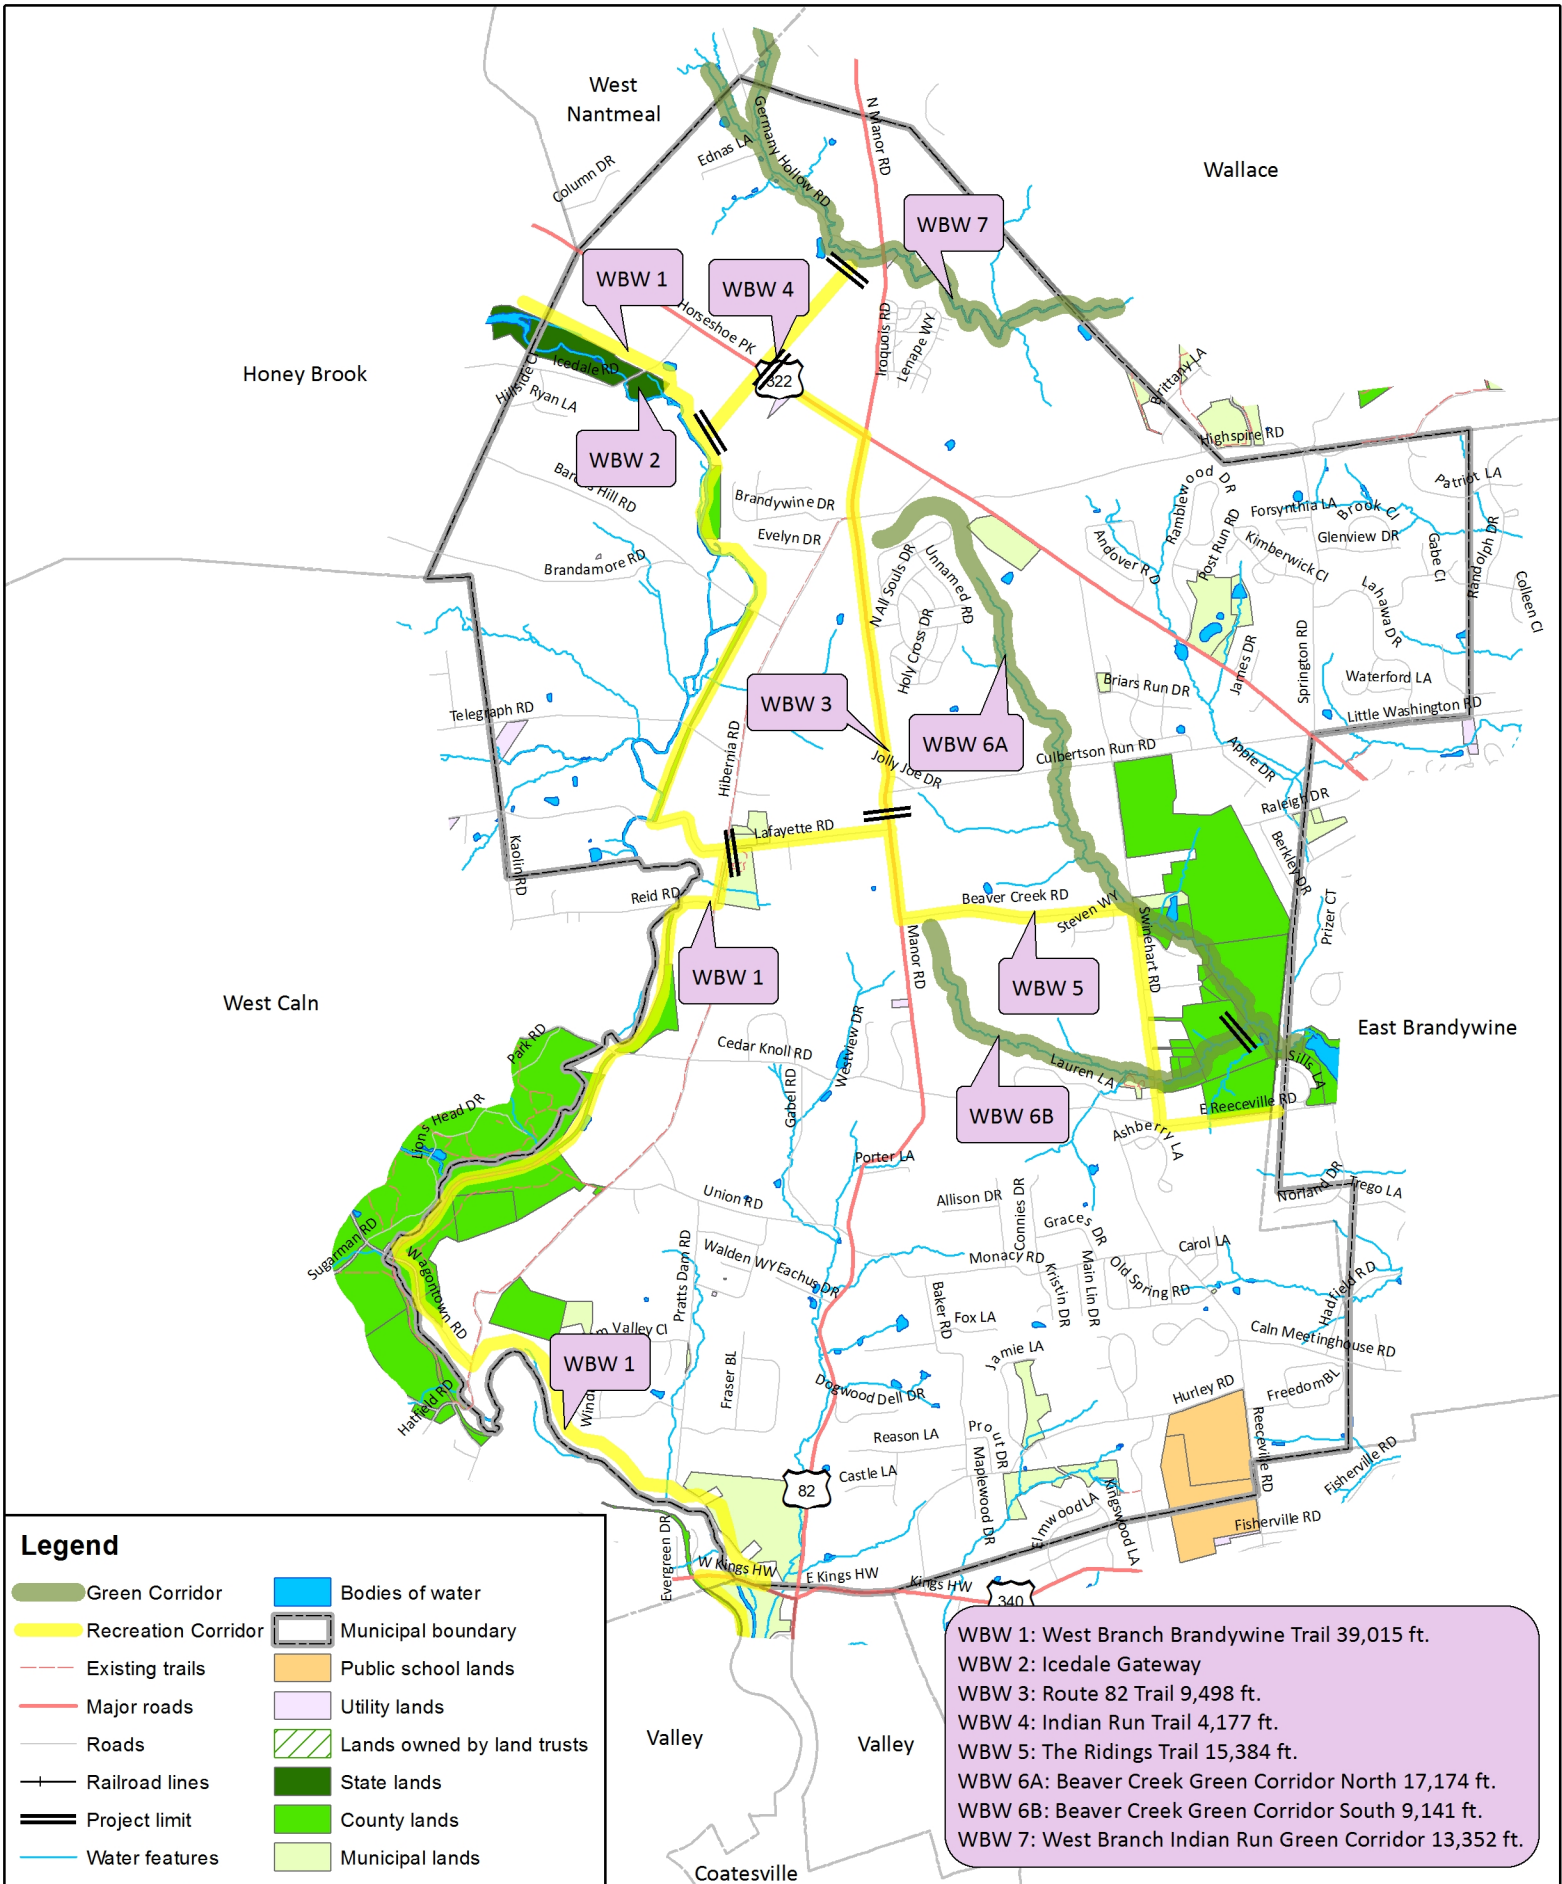 West
Nantmeal
Wallace
Germany Hollow RD
N Manor RD
Ednas LA
Column DR
WBW 7
WBW 1
WBW 4
Horseshoe PK
322
Iroquois RD
Lenape WY
Honey Brook
Icedale RD
Ryan LA
WBW 2
Brittany LA
Highspire RD
Brandywine DR
Evelyn DR
Brandamore RD
N All Souls DR
Unnamed RD
Holy Cross DR
Andover RD
Ramblewood DR
Post Run RD
Forsynthia LA
Brook CI
Patriot LA
Kimberwick CI
Glenview DR
Gabe CI
Randolph DR
Lahawa DR
Colleen CI
Springton RD
James DR
Briars Run DR
Waterford LA
Little Washington RD
Telegraph RD
WBW 3
WBW 6A
Hibernia RD
Jolly Joe DR
Culbertson Run RD
Apple DR
Raleigh DR
Berkley DR
Lafayette RD
Kaolin RD
Reid RD
Beaver Creek RD
Steven WY
Swinehart RD
Prizer CT
Manor RD
WBW 1
WBW 5
West Caln
East Brandywine
Park RD
Cedar Knoll RD
Westview DR
Gabel RD
Lauren LA
Sills LA
E Reeceville RD
WBW 6B
Ashberry LA
Lions Head DR
Porter LA
Norland DR
Trego LA
Union RD
Allison DR
Connies DR
Graces DR
Carol LA
Sugarman RD
Wagontown RD
Pratts Dam RD
Walden WY
Eachus DR
Monacy RD
Kristin DR
Main Lin DR
Old Spring RD
Hadfield RD
Baker RD
Fox LA
Caln Meetinghouse RD
Valley CI
WBW 1
Jamie LA
Fraser BL
Dogwood Dell DR
Hurley RD
Freedom BL
Hatfield RD
Reason LA
Prout DR
Maplewood DR
Castle LA
82
Reeceville RD
Fisherville RD
Elmwood LA
Kingswood LA
Fisherville RD
Evergreen DR
W Kings HW
E Kings HW
Kings HW
340
Valley
Valley
Coatesville
Legend
Green Corridor
Recreation Corridor
Existing trails
Major roads
Roads
Railroad lines
Project limit
Water features
Bodies of water
Municipal boundary
Public school lands
Utility lands
Lands owned by land trusts
State lands
County lands
Municipal lands
WBW 1: West Branch Brandywine Trail 39,015 ft.
WBW 2: Icedale Gateway
WBW 3: Route 82 Trail 9,498 ft.
WBW 4: Indian Run Trail 4,177 ft.
WBW 5: The Ridings Trail 15,384 ft.
WBW 6A: Beaver Creek Green Corridor North 17,174 ft.
WBW 6B: Beaver Creek Green Corridor South 9,141 ft.
WBW 7: West Branch Indian Run Green Corridor 13,352 ft.